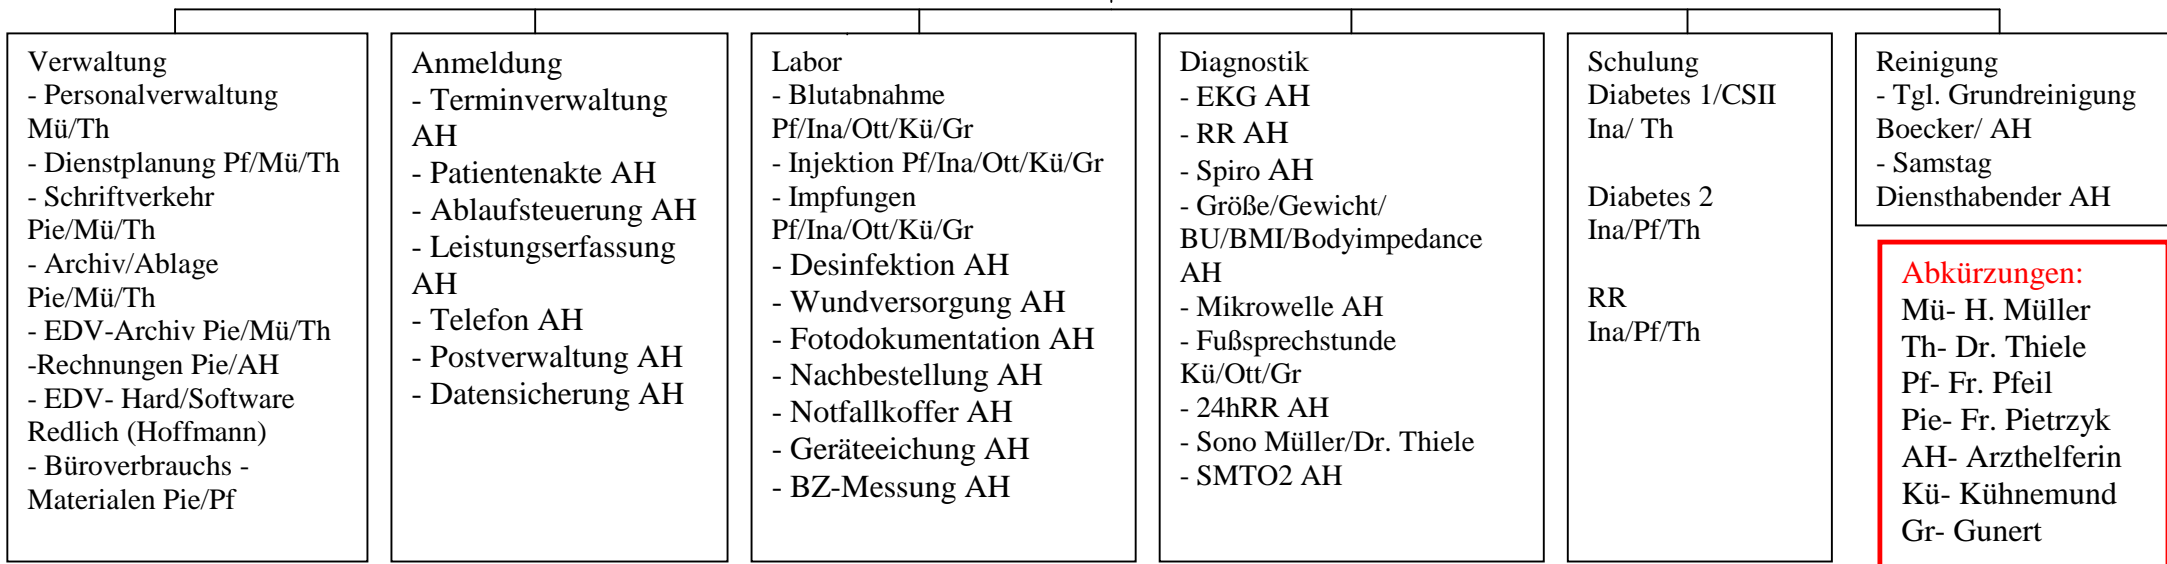 Verwaltung
- Personalverwaltung
Mü/Th
- Dienstplanung Pf/Mü/Th
- Schriftverkehr
Pie/Mü/Th
- Archiv/Ablage
Pie/Mü/Th
- EDV-Archiv Pie/Mü/Th
-Rechnungen Pie/AH
- EDV- Hard/Software
Redlich (Hoffmann)
- Büroverbrauchs -
Materialen Pie/Pf
Anmeldung
- Terminverwaltung
AH
- Patientenakte AH
- Ablaufsteuerung AH
- Leistungserfassung
AH
- Telefon AH
- Postverwaltung AH
- Datensicherung AH
Labor
- Blutabnahme
Pf/Ina/Ott/Kü/Gr
- Injektion Pf/Ina/Ott/Kü/Gr
- Impfungen
Pf/Ina/Ott/Kü/Gr
- Desinfektion AH
- Wundversorgung AH
- Fotodokumentation AH
- Nachbestellung AH
- Notfallkoffer AH
- Geräteeichung AH
- BZ-Messung AH
Diagnostik
- EKG AH
- RR AH
- Spiro AH
- Größe/Gewicht/
BU/BMI/Bodyimpedance
AH
- Mikrowelle AH
- Fußsprechstunde
Kü/Ott/Gr
- 24hRR AH
- Sono Müller/Dr. Thiele
- SMTO2 AH
Schulung
Diabetes 1/CSII
Ina/ Th
Diabetes 2
Ina/Pf/Th
RR
Ina/Pf/Th
Reinigung
- Tgl. Grundreinigung
Boecker/ AH
- Samstag
Diensthabender AH
Abkürzungen:
Mü- H. Müller
Th- Dr. Thiele
Pf- Fr. Pfeil
Pie- Fr. Pietrzyk
AH- Arzthelferin
Kü- Kühnemund
Gr- Gunert